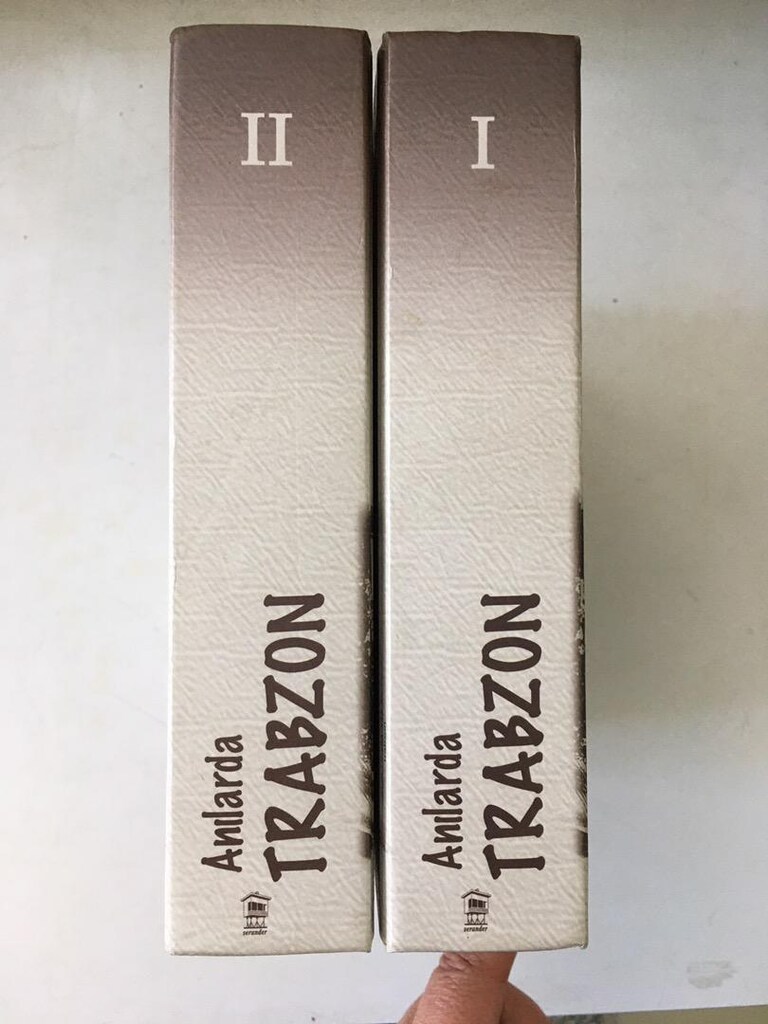 II
Anılarda
TRABZON
serander
I
Anılarda
TRABZON
serander